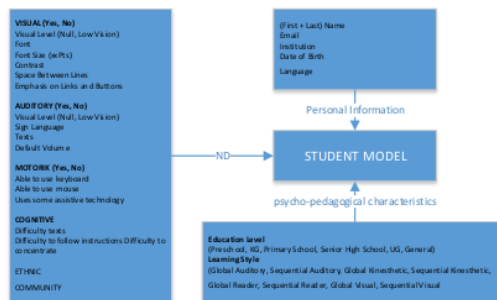 VISUAL (Yes, No)
Visual Level (Null, Low Vision)
Font
Font Size (ex Pts)
Contrast
Space Between Lines
Emphasis on Links and Buttons
AUDITORY (Yes, No)
Visual Level (Null, Low Vision)
Sign Language
Texts
Default Volume
MOTORIK (Yes, No)
Able to use keyboard
Able to use mouse
Uses some assistive technology
COGNITIVE
Difficulty texts
Difficulty to follow instructions Difficulty to
concentrate
ETHNIC
COMMUNITY
ND
(First + Last) Name
Email
Institution
Date of Birth
Language
Personal Information
STUDENT MODEL
psycho-pedagogical characteristics
Education Level
(Preschool, KG, Primary School, Senior High School, UG, General)
Learning Style
(Global Auditory, Sequential Auditory, Global Kinesthetic, Sequential Kinesthetic,
Global Reader, Sequential Reader, Global Visual, Sequential Visual